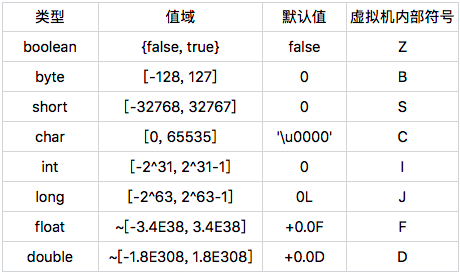 类型 值域 默认值 虚拟机内部符号
boolean {false, true} false Z
byte [-128, 127] 0 B
short [-32768, 32767] 0 S
char [0, 65535] '\u0000' C
int [-2^31, 2^31-1] 0 I
long [-2^63, 2^63-1] 0L J
float ~[-3.4E38, 3.4E38] +0.0F F
double ~[-1.8E308, 1.8E308] +0.0D D